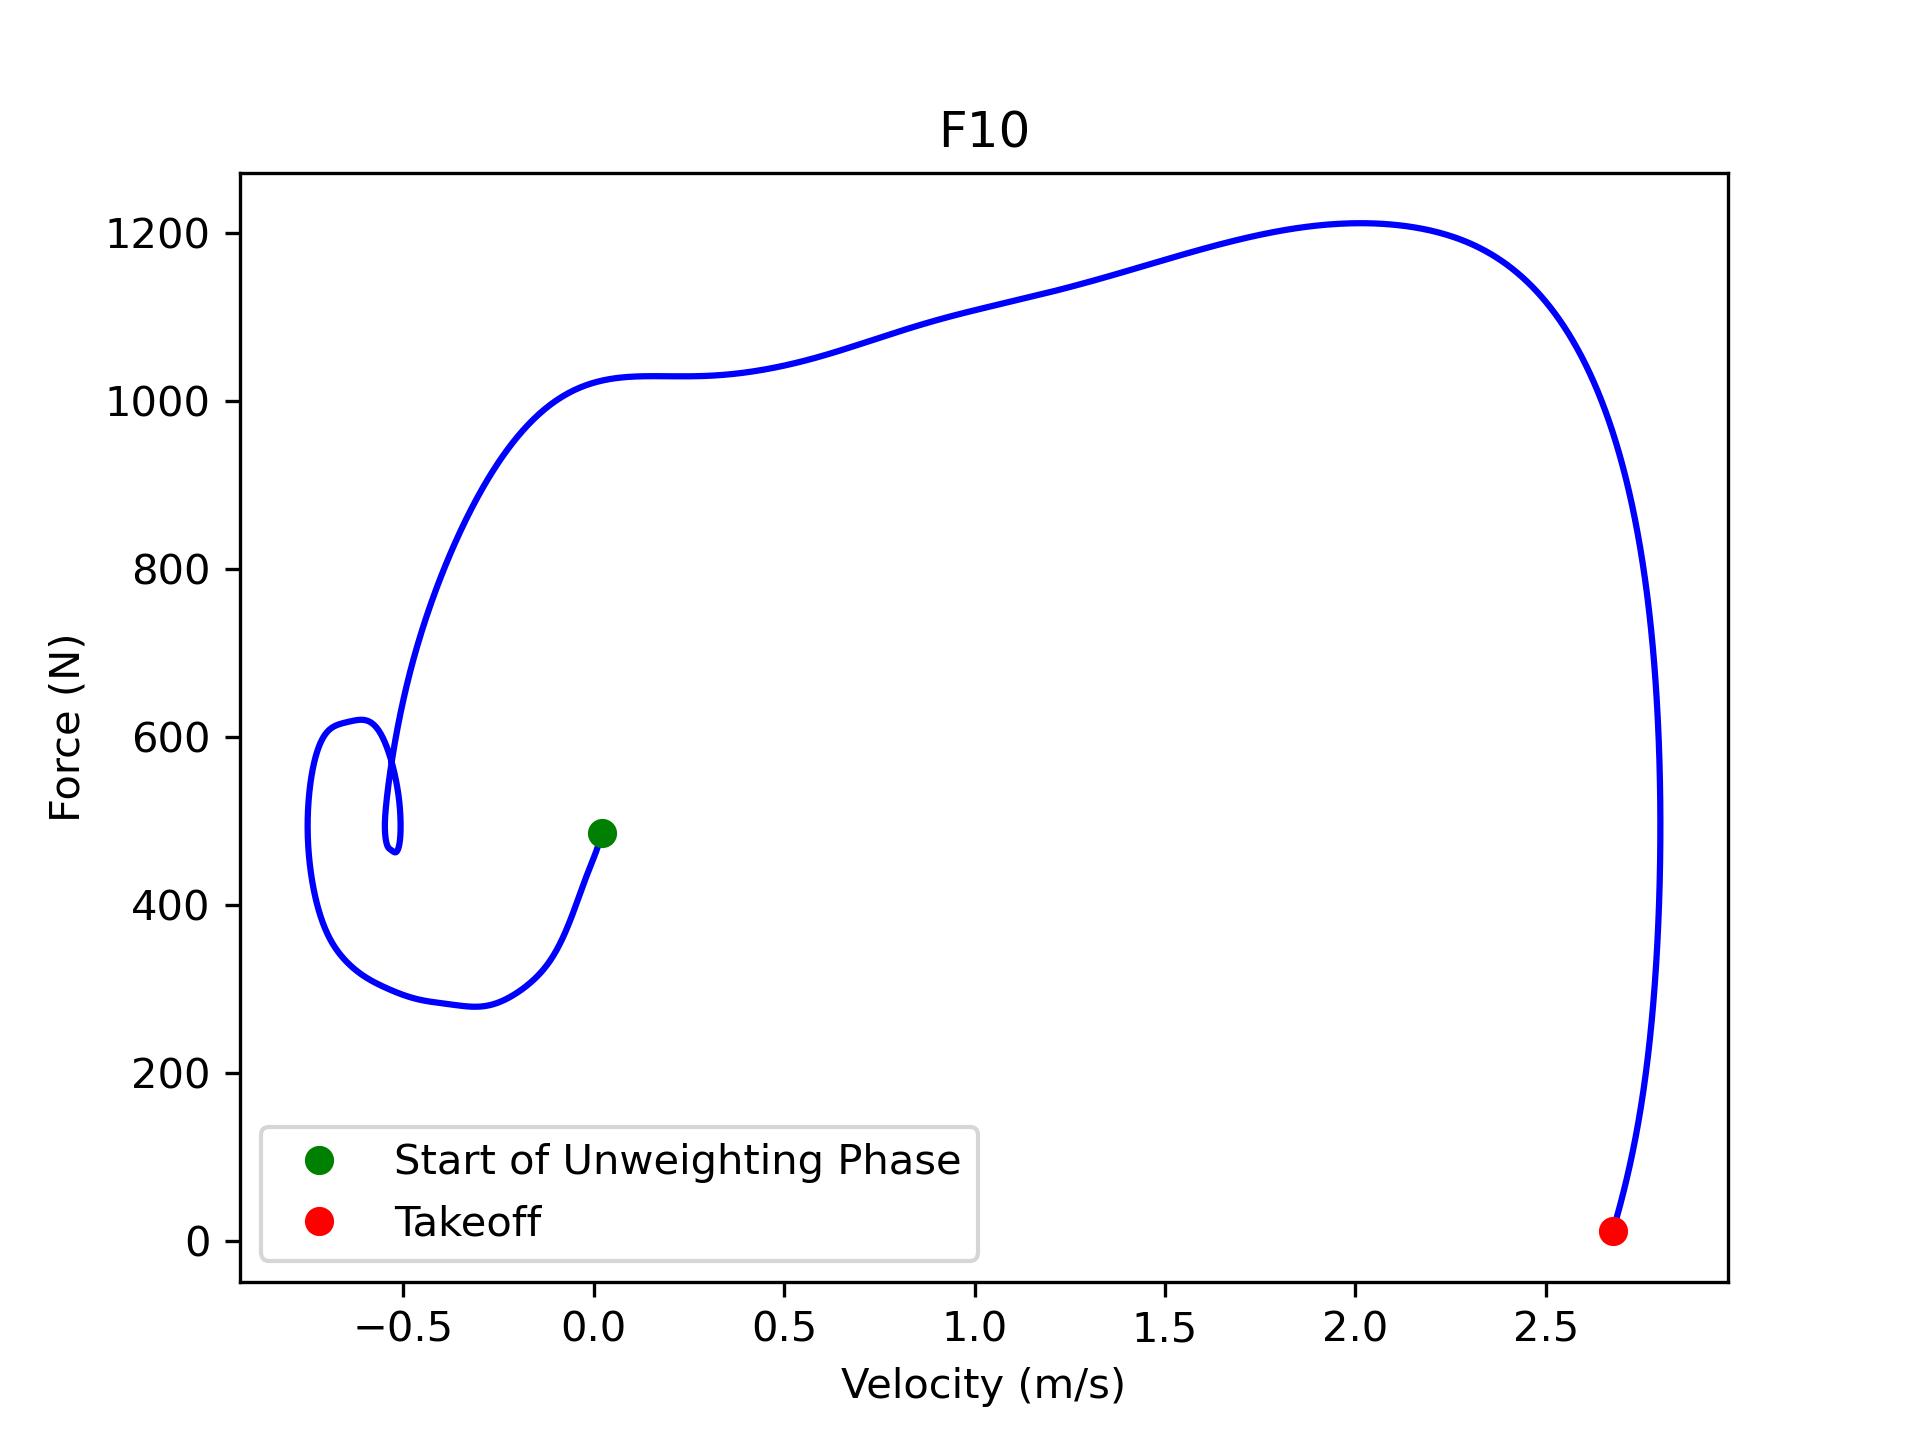 F10
1200
1000
800
600
400
200
0
Force (N)
Start of Unweighting Phase
Takeoff
−0.5 0.0 0.5 1.0 1.5 2.0 2.5
Velocity (m/s)